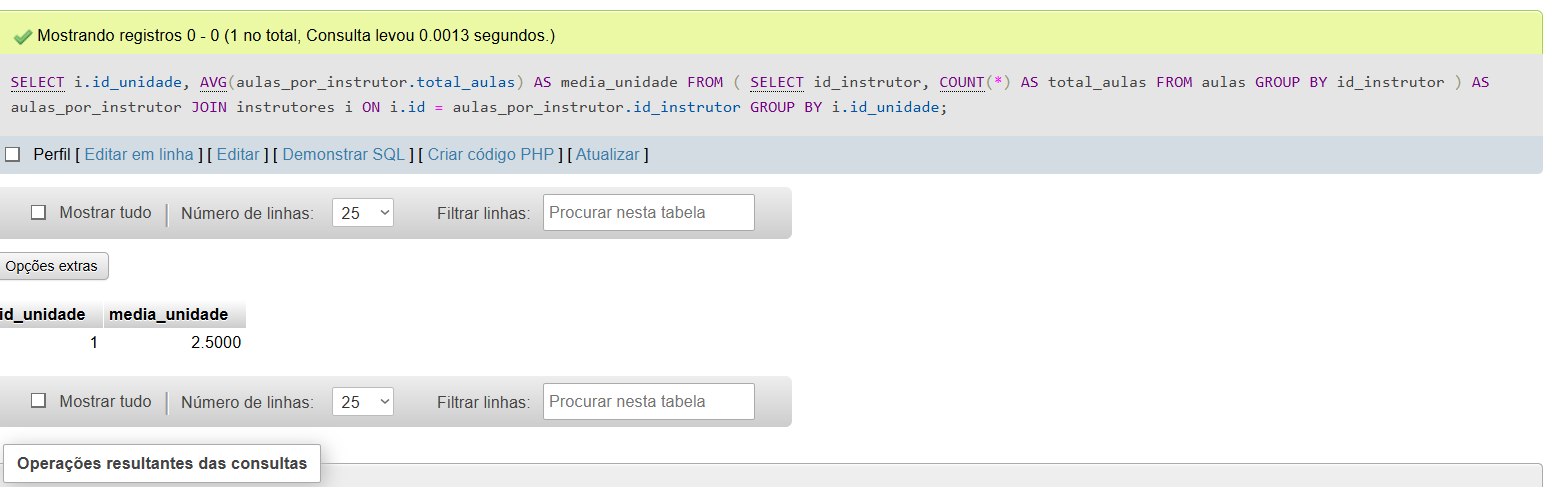 Mostrando registros 0 - 0 (1 no total, Consulta levou 0.0013 segundos.)
SELECT i.id_unidade, AVG(aulas_por_instrutor.total_aulas) AS media_unidade FROM ( SELECT id_instrutor, COUNT(*) AS total_aulas FROM aulas GROUP BY id_instrutor ) AS
aulas_por_instrutor JOIN instrutores i ON i.id = aulas_por_instrutor.id_instrutor GROUP BY i.id_unidade;
Perfil [ Editar em linha ] [ Editar ] [ Demonstrar SQL ] [ Criar código PHP ] [ Atualizar ]
Mostrar tudo Número de linhas: 25 Filtrar linhas: Procurar nesta tabela
Opções extras
id_unidade media_unidade
1 2.5000
Mostrar tudo Número de linhas: 25 Filtrar linhas: Procurar nesta tabela
Operações resultantes das consultas